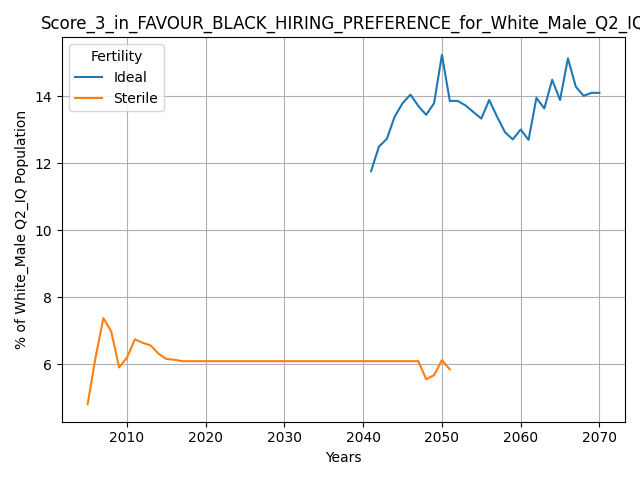 Score_3_in_FAVOUR_BLACK_HIRING_PREFERENCE_for_White_Male_Q2_IQ
Fertility
Ideal
Sterile
% of White_Male Q2_IQ Population
14
12
10
8
6
2010 2020 2030 2040 2050 2060 2070
Years